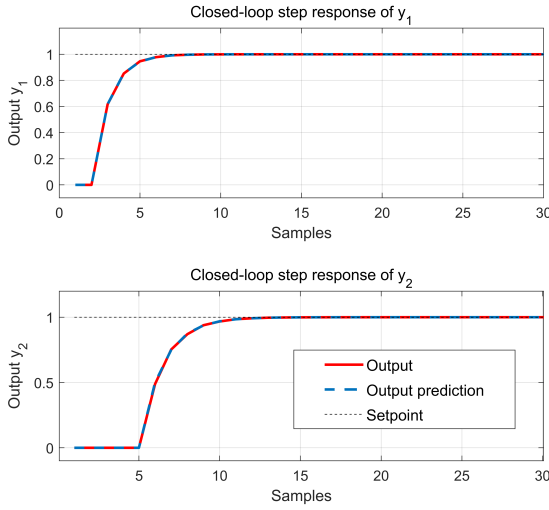 Closed-loop step response of y1
1
0.8
0.6
0.4
0.2
0
Output y1
0 5 10 15 20 25 30
Samples
Closed-loop step response of y2
1
0.5
0
Output y2
Output
Output prediction
Setpoint
0 5 10 15 20 25 30
Samples